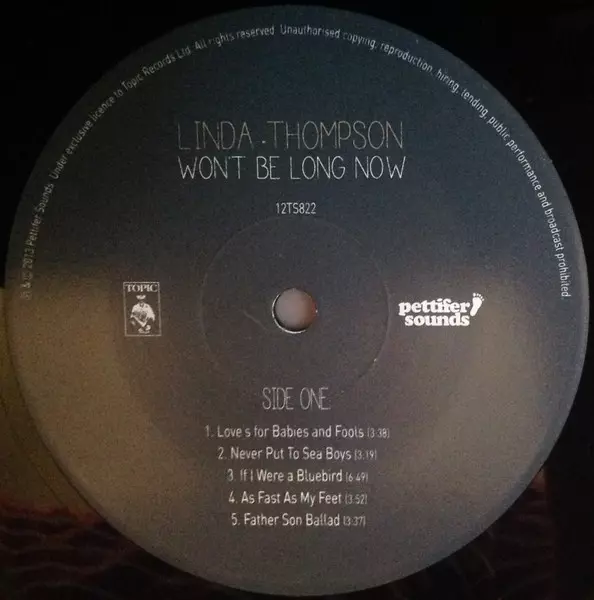 ℗ & © 2013 Pettifer Sounds. Under exclusive licence to Topic Records Ltd. All rights reserved. Unauthorised copying, reproduction, hiring, lending, public performance and broadcast prohibited.
LINDA THOMPSON
WON'T BE LONG NOW
12TS822
TOPIC
pettifer
sounds
SIDE ONE
1. Love's for Babies and Fools (3:38)
2. Never Put To Sea Boys (3:19)
3. If I Were a Bluebird (6:49)
4. As Fast As My Feet (3:52)
5. Father Son Ballad (3:37)